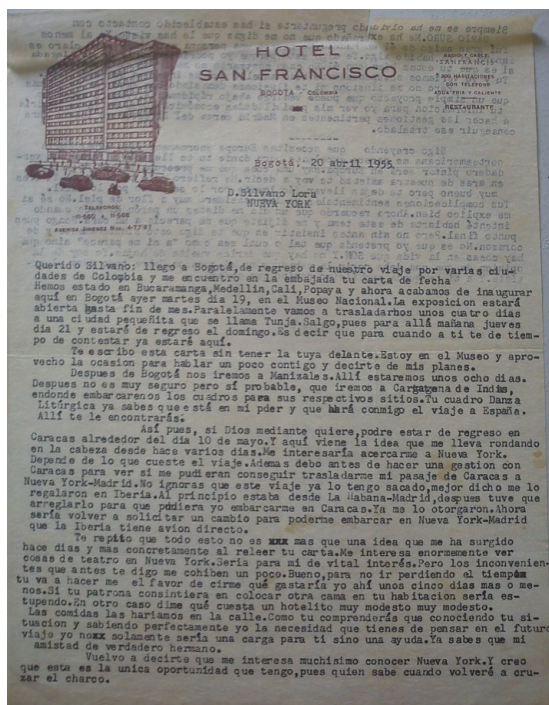 HOTEL
SAN FRANCISCO
BOGOTÁ COLOMBIA
RADIO Y CABLE:
SANFRANCIS
300 HABITACIONES
CON TELEFONO
AGUA FRIA Y CALIENTE
RESTAURANTE
TELEFONOS:
AVENIDA JIMENEZ
Bogotá, 20 abril 1955
D.Silvano Lora
NUEVA YORK
Querido Silvano: llego a Bogotá,de regreso de nuestro viaje por varias ciu-
dades de Colombia y me encuentro en la embajada tu carta de fecha
Hemos estado en Bucaramanga,Medellin,Cali,Popaya y ahora acabamos de inaugurar
aquí en Bogotá ayer martes dia 19, en el Museo Nacional.La exposicion estará
abierta hasta fin de mes.Paralelamente vamos a trasladarnos unos cuatro dias
a una ciudad pequeñita que se llama Tunja.Salgo,pues para allá mañana jueves
dia 21 y estaré de regreso el domingo.Es decir que para cuando a ti te de tiem-
po de contestar ya estaré aquí.
Te escribo esta carta sin tener la tuya delante.Estoy en el Museo y apro-
vecho la ocasion para hablar un poco contigo y decirte de mis planes.
Despues de Bogotá nos iremos a Manizales.Allí estaremos unos ocho dias.
Despues no es muy seguro pero sí probable, que iremos a Cartagena de Indias,
endonde embarcaremos los cuadros para sus respectivos sitios.Tu cuadro Danza
Litúrgica ya sabes que está en mi pder y que hará conmigo el viaje a España.
Allí te le encontrarás.
Así pues, si Dios mediante quiere,podre estar de regreso en
Caracas alrededor del día 10 de mayo.Y aquí viene la idea que me lleva rondando
en la cabeza desde hace varios dias.Me interesaría acercarme a Nueva York.
Depende de lo que cueste el viaje.Ademas debo antes de hacer una gestion con
Caracas para ver si me pudieran conseguir trasladarme mi pasaje de Caracas a
Nueva York-Madrid.No ignoras que este viaje ya lo tengo sacado,mejor dicho me lo
regalaron en Iberia.Al principio estaba desde La Habana-Madrid,despues tuve que
arreglarlo para que pudiera yo embarcarme en Caracas.Ya me lo otorgaron.Ahora
sería volver a solicitar un cambio para poderme embarcar en Nueva York-Madrid
que la Iberia tiene avion directo.
Te repito que todo esto no es xxx mas que una idea que me ha surgido
hace dias y mas concretamente al releer tu carta.Me interesa enormemente ver
cosas de teatro en Nueva York.Sería para mi de vital interés.Pero los inconvenien-
tes que antes te digo me cohiben un poco.Bueno,para no ir perdiendo el tiempo
tu va a hacer me el favor de cirme qué gastaría yo ahí unos cinco dias mas o me-
nos.Si tu patrona consintiera en colocar otra cama en tu habitacion sería es-
tupendo.En otro caso dime qué cuesta un hotelito muy modesto muy modesto.
Las comidas las haríamos en la calle.Como tu comprenderás que conociendo tu si-
tuacion y sabiendo perfectamente yo la necesidad que tienes de pensar en el futuro
viaje yo noxx solamente sería una carga para ti sino una ayuda.Ya sabes que mi
amistad de verdadero hermano.
Vuelvo a decirte que me interesa muchisimo conocer Nueva York.Y creo
que esta es la unica oportunidad que tengo,pues quien sabe cuando volveré a cru-
zar el charco.